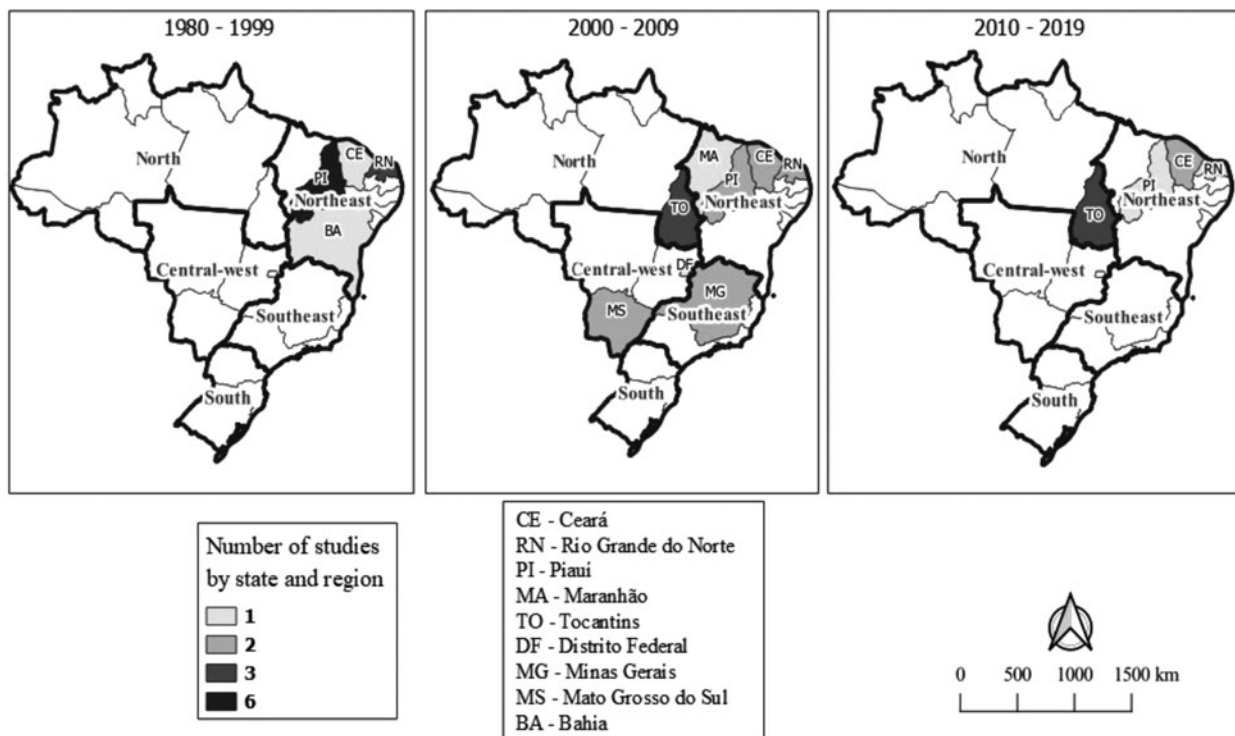 1980 - 1999
North
CE
RN
PI
Northeast
BA
Central-west
Southeast
South
2000 - 2009
North
MA
CE
RN
PI
TO
Northeast
DF
Central-west
MG
MS
Southeast
South
2010 - 2019
North
CE
RN
PI
Northeast
TO
Central-west
Southeast
South
Number of studies
by state and region
1
2
3
6
CE - Ceará
RN - Rio Grande do Norte
PI - Piaui
MA - Maranhão
TO - Tocantins
DF - Distrito Federal
MG - Minas Gerais
MS - Mato Grosso do Sul
BA - Bahia
0 500 1000 1500 km